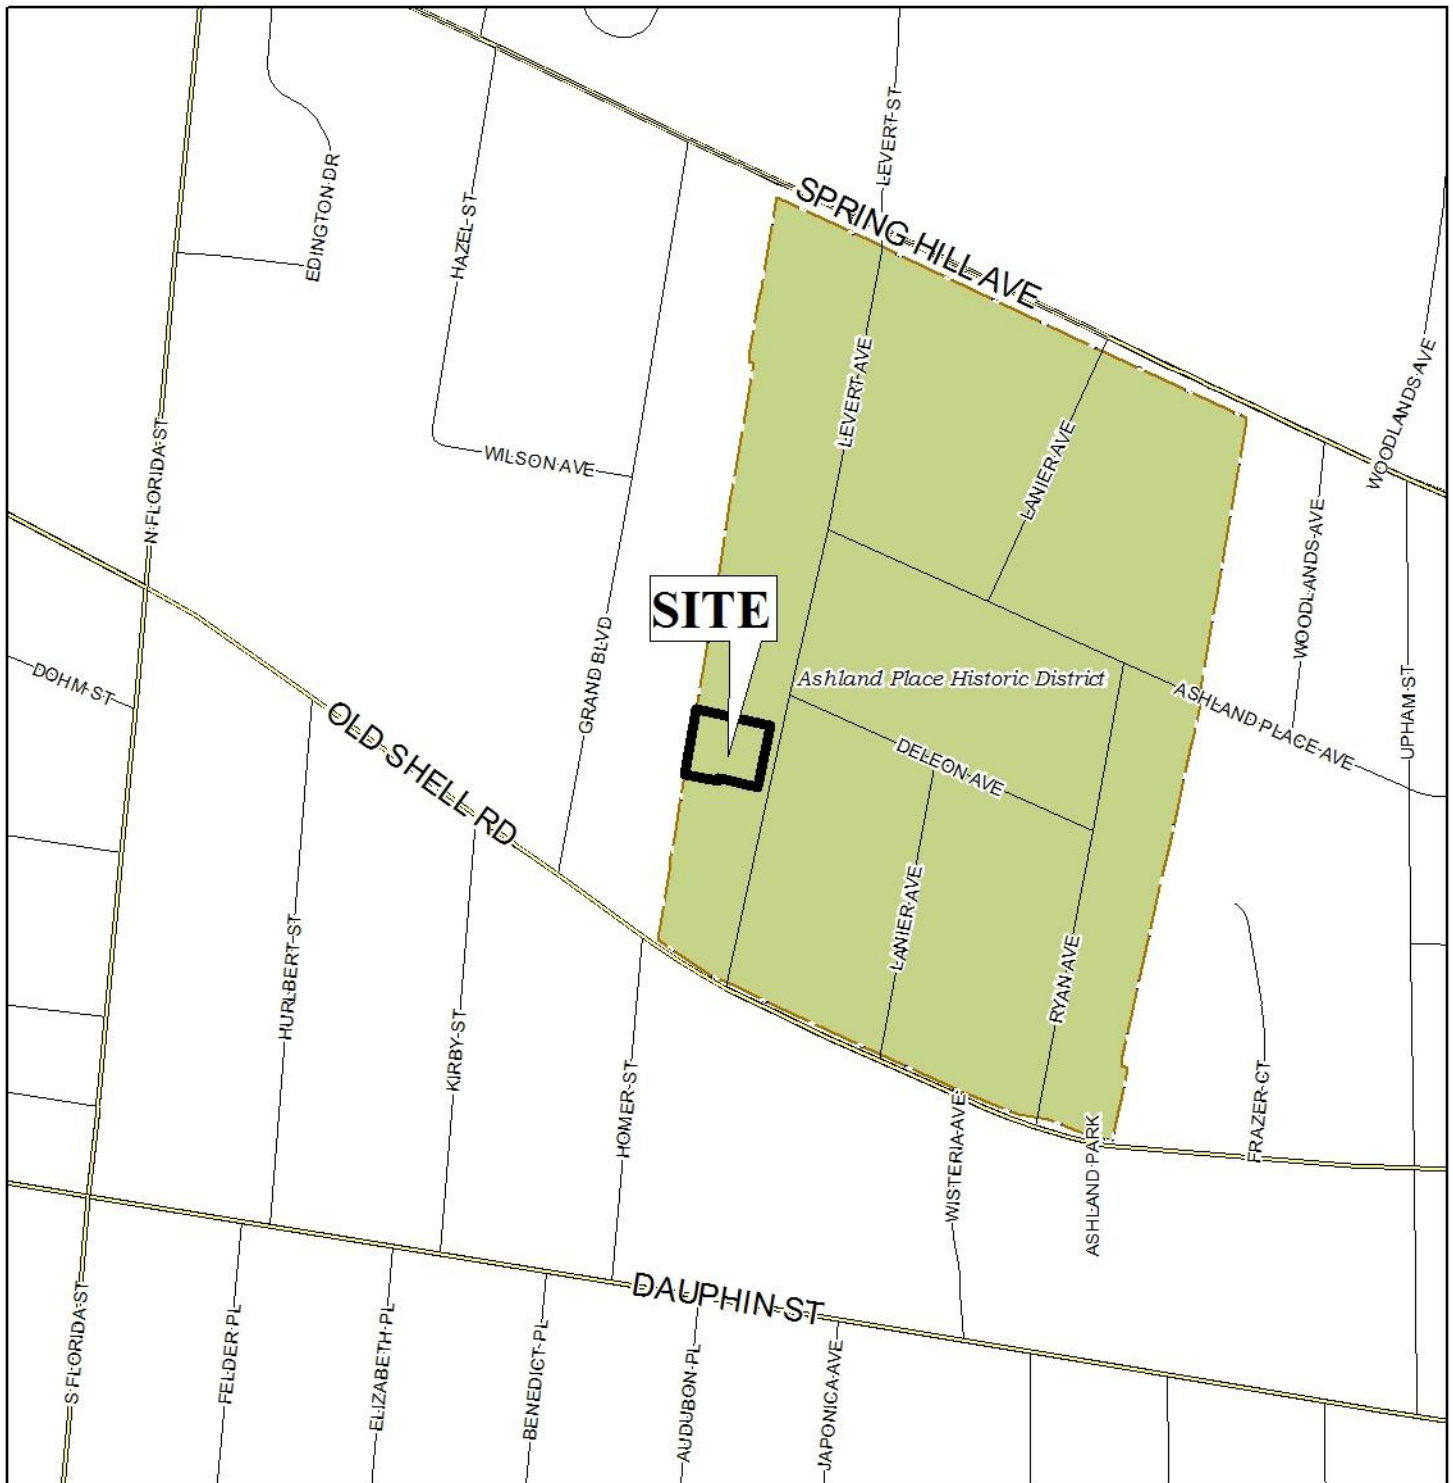 LEVERT ST
SPRING HILL AVE
EDINGTON DR
HAZEL ST
LEVERT AVE
WOODLANDS AVE
LANIER AVE
WILSON AVE
N FLORIDA ST
WOODLANDS AVE
SITE
GRAND BLVD
Ashland Place Historic District
DOHM ST
ASHLAND PLACE AVE
UPHAM ST
OLD SHELL RD
DELEON AVE
LANIER AVE
HURLBERT ST
RYAN AVE
KIRBY ST
HOMER ST
FRAZER CT
WISTERIA AVE
ASHLAND PARK
DAUPHIN ST
S FLORIDA ST
FELDER PL
ELIZABETH PL
BENEDICT PL
AUDUBON PL
JAPONICA AVE